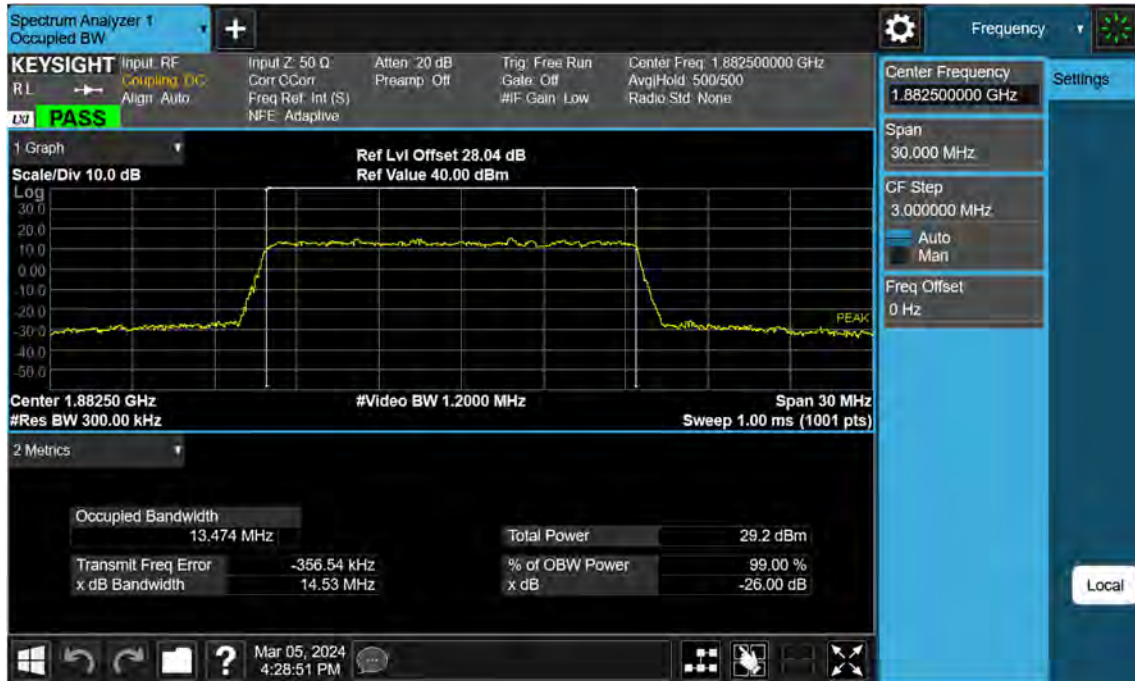 Spectrum Analyzer 1
Occupied BW
+
Frequency
KEYSIGHT
R L
LXI PASS
Input: RF
Coupling: DC
Align: Auto
Input Z: 50 Ω
Corr CCorr
Freq Ref: Int (S)
NFE: Adaptive
Atten: 20 dB
Preamp: Off
Trig: Free Run
Gate: Off
#IF Gain: Low
Center Freq: 1.882500000 GHz
Avg|Hold: 500/500
Radio Std: None
Center Frequency
1.882500000 GHz
Settings
Span
30.000 MHz
CF Step
3.000000 MHz
Auto
Man
Freq Offset
0 Hz
1 Graph
Scale/Div 10.0 dB
Ref Lvl Offset 28.04 dB
Ref Value 40.00 dBm
Log
30.0
20.0
10.0
0.00
-10.0
-20.0
-30.0
-40.0
-50.0
PEAK
Center 1.88250 GHz
#Video BW 1.2000 MHz
Span 30 MHz
#Res BW 300.00 kHz
Sweep 1.00 ms (1001 pts)
2 Metrics
Occupied Bandwidth
13.474 MHz
Total Power 29.2 dBm
Transmit Freq Error -356.54 kHz
% of OBW Power 99.00 %
x dB Bandwidth 14.53 MHz
x dB -26.00 dB
Local
?
Mar 05, 2024
4:28:51 PM